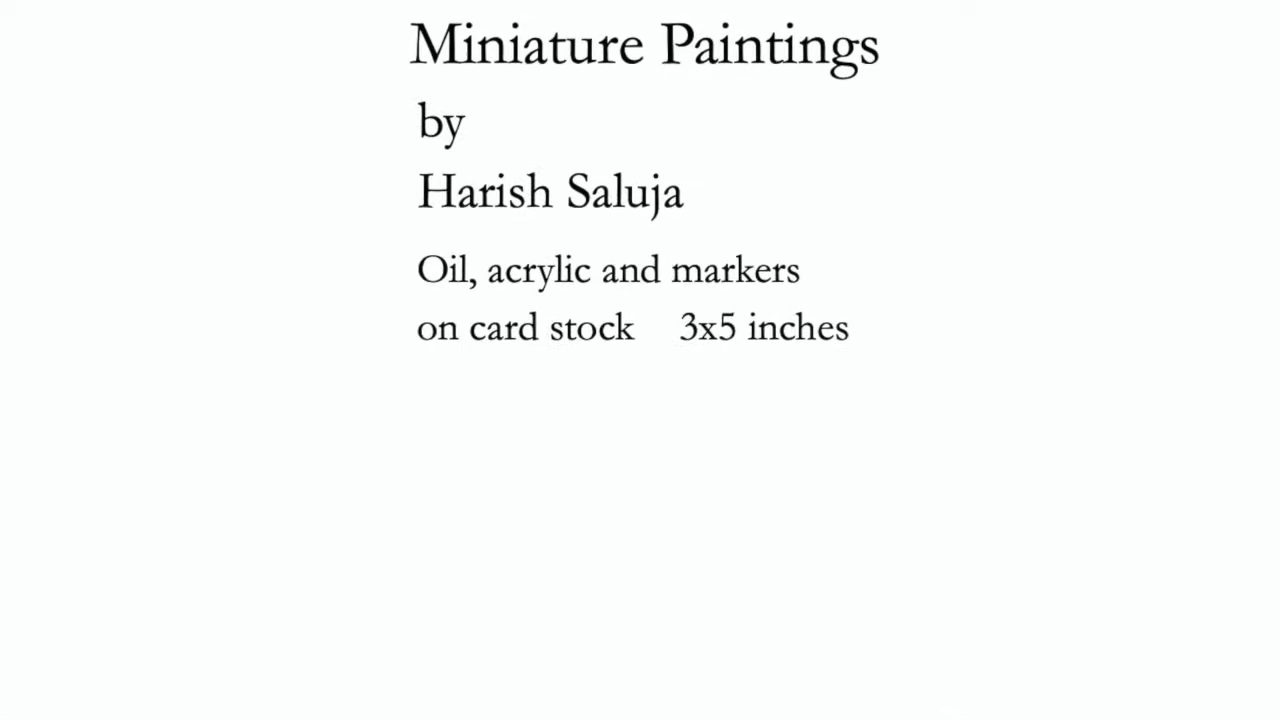 Miniature Paintings
by
Harish Saluja
Oil, acrylic and markers
on card stock 3x5 inches